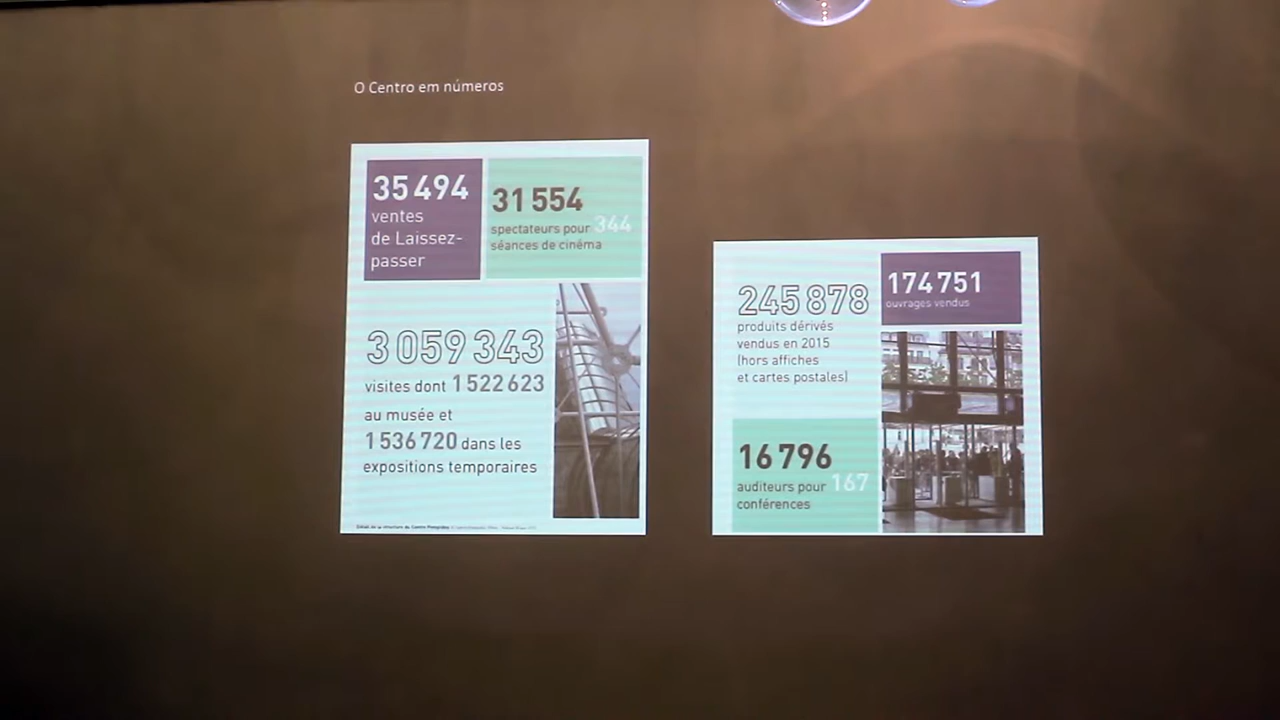 O Centro em números
35 494
ventes
de Laissez-
passer
31 554
spectateurs pour 344
séances de cinéma
3 059 343
visites dont 1 522 623
au musée et
1 536 720 dans les
expositions temporaires
245 878
produits dérivés
vendus en 2015
(hors affiches
et cartes postales)
174 751
ouvrages vendus
16 796
auditeurs pour 167
conférences